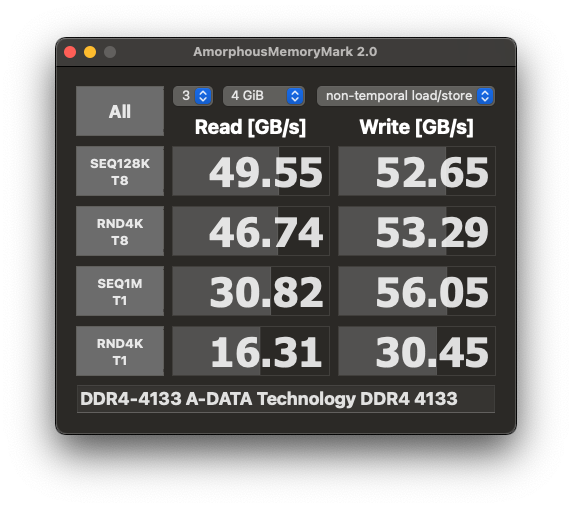 AmorphousMemoryMark 2.0
All
3
4 GiB
non-temporal load/store
Read [GB/s]
Write [GB/s]
SEQ128K
T8
49.55
52.65
RND4K
T8
46.74
53.29
SEQ1M
T1
30.82
56.05
RND4K
T1
16.31
30.45
DDR4-4133 A-DATA Technology DDR4 4133